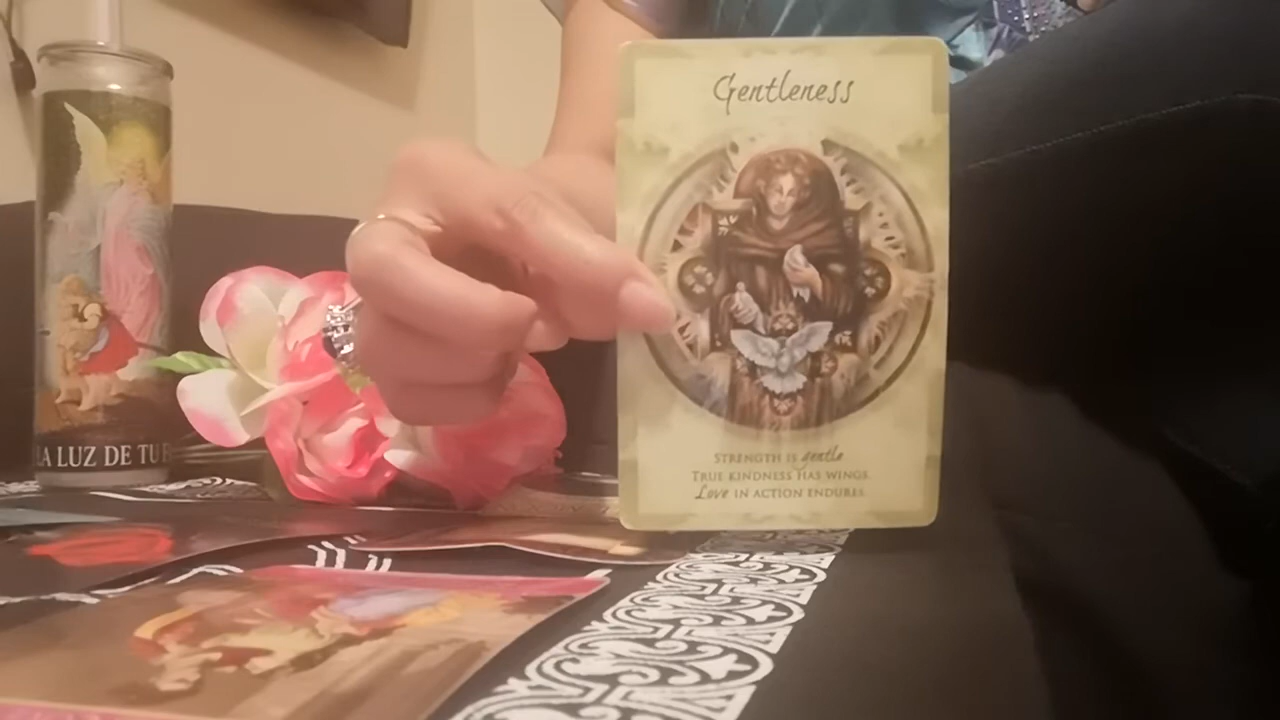 Gentleness
STRENGTH IS gentle
TRUE KINDNESS HAS WINGS.
Love IN ACTION ENDURES.
LA LUZ DE TU